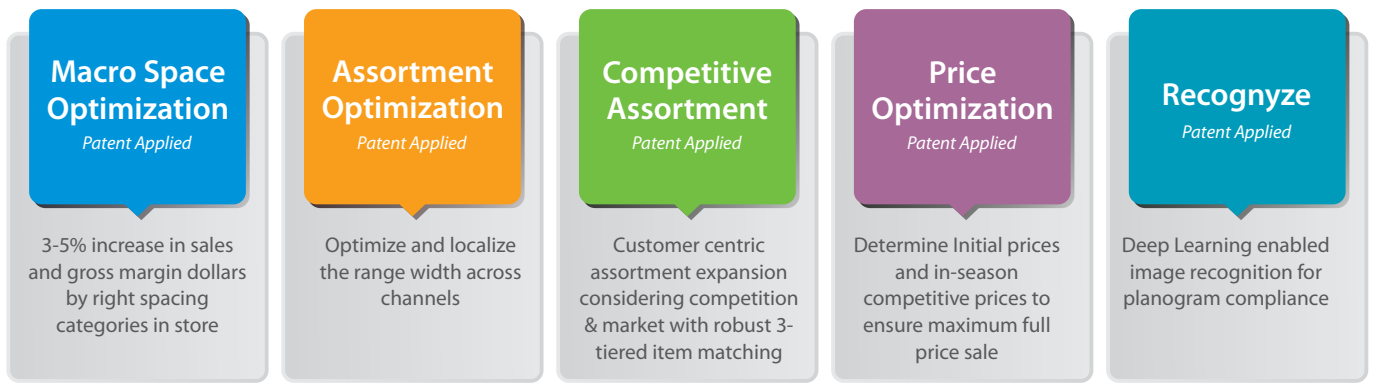 Macro Space
Optimization
Patent Applied
3-5% increase in sales
and gross margin dollars
by right spacing
categories in store
Assortment
Optimization
Patent Applied
Optimize and localize
the range width across
channels
Competitive
Assortment
Patent Applied
Customer centric
assortment expansion
considering competition
& market with robust 3-
tiered item matching
Price
Optimization
Patent Applied
Determine Initial prices
and in-season
competitive prices to
ensure maximum full
price sale
Recognyze
Patent Applied
Deep Learning enabled
image recognition for
planogram compliance